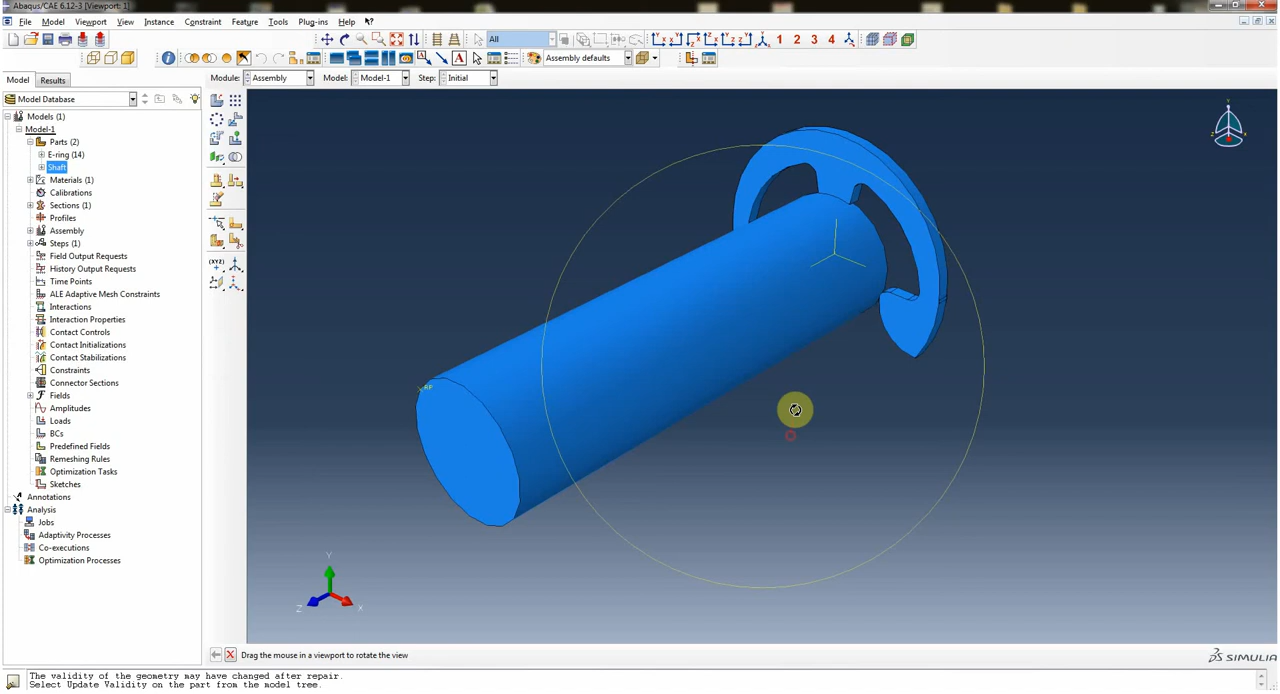 Abaqus/CAE 6.12-3 [Viewport: 1]
File Model Viewport View Instance Constraint Feature Tools Plug-ins Help
All
1 2 3 4
Assembly defaults
Model Results
Module: Assembly Model: Model-1 Step: Initial
Model Database
Models (1)
Model-1
Parts (2)
E-ring (14)
Shaft
Materials (1)
Calibrations
Sections (1)
Profiles
Assembly
Steps (1)
Field Output Requests
History Output Requests
Time Points
ALE Adaptive Mesh Constraints
Interactions
Interaction Properties
Contact Controls
Contact Initializations
Contact Stabilizations
Constraints
Connector Sections
Fields
Amplitudes
Loads
BCs
Predefined Fields
Remeshing Rules
Optimization Tasks
Sketches
Annotations
Analysis
Jobs
Adaptivity Processes
Co-executions
Optimization Processes
(XYZ)
RP
Y
Z X
Y
Z X
Drag the mouse in a viewport to rotate the view
SIMULIA
The validity of the geometry may have changed after repair.
Select Update Validity on the part from the model tree.